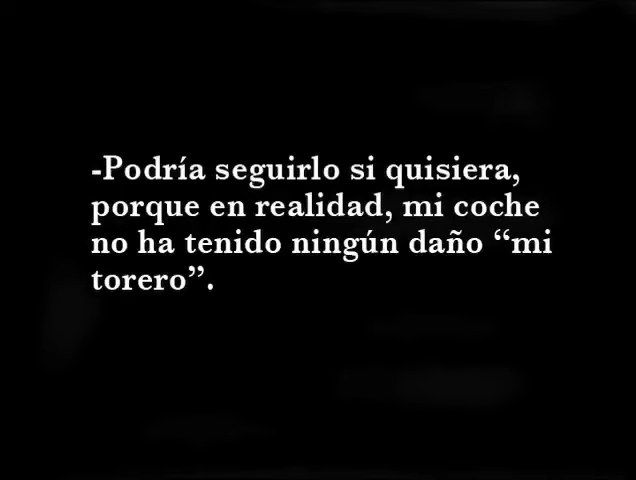 -Podría seguirlo si quisiera,
porque en realidad, mi coche
no ha tenido ningún daño “mi
torero”.